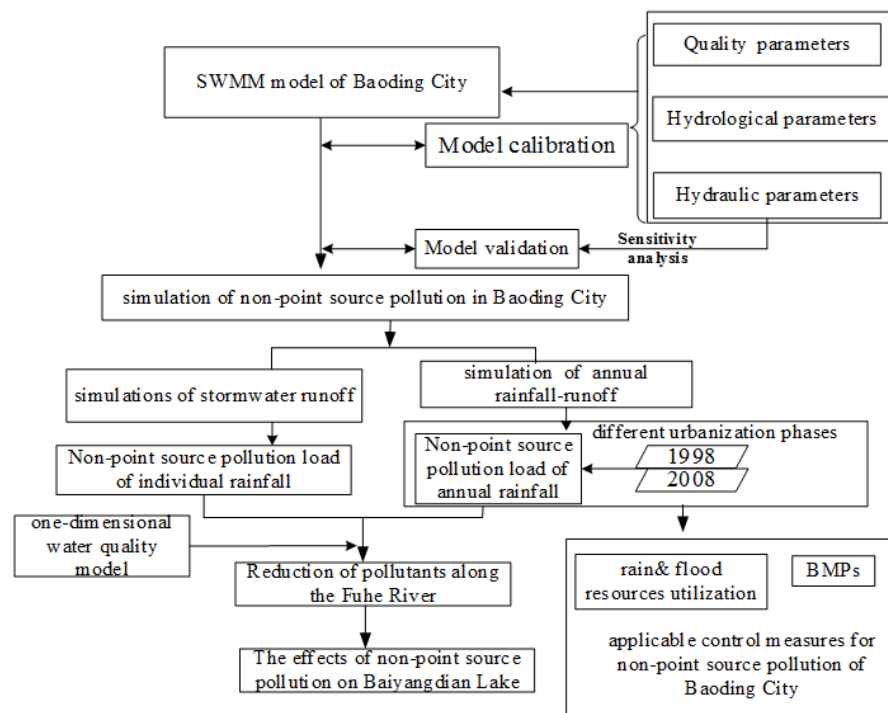 Quality parameters
SWMM model of Baoding City
Hydrological parameters
Model calibration
Hydraulic parameters
Model validation
Sensitivity
analysis
simulation of non-point source pollution in Baoding City
simulations of stormwater runoff
simulation of annual
rainfall-runoff
different urbanization phases
Non-point source pollution load
of individual rainfall
Non-point source
pollution load of
annual rainfall
1998
2008
one-dimensional
water quality
model
Reduction of pollutants along
the Fuhe River
rain& flood
resources utilization
BMPs
The effects of non-point source
pollution on Baiyangdian Lake
applicable control measures for
non-point source pollution of
Baoding City